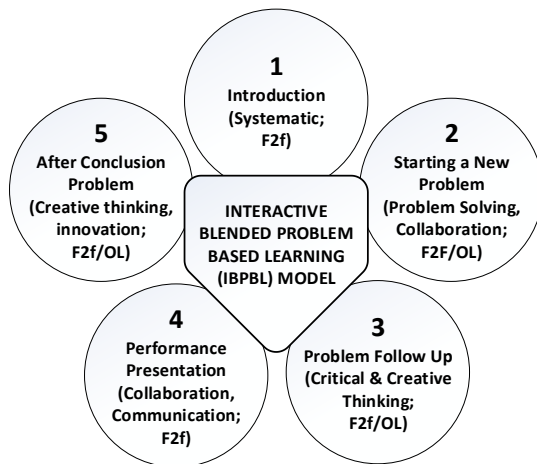 1
Introduction
(Systematic;
F2f)
2
Starting a New
Problem
(Problem Solving,
Collaboration;
F2F/OL)
3
Problem Follow Up
(Critical & Creative
Thinking;
F2f/OL)
4
Performance
Presentation
(Collaboration,
Communication;
F2f)
5
After Conclusion
Problem
(Creative thinking,
innovation;
F2f/OL)
INTERACTIVE
BLENDED PROBLEM
BASED LEARNING
(IBPBL) MODEL